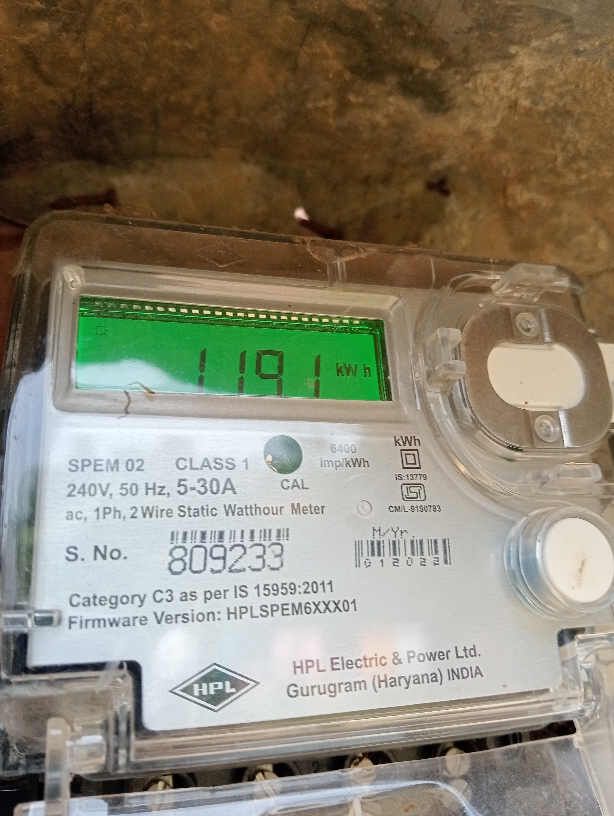 1191 kWh
SPEM 02 CLASS 1
6400
imp/kWh
CAL
240V, 50 Hz, 5-30A
ac, 1Ph, 2 Wire Static Watthour Meter
kWh
IS:13779
ISI
CM/L-9190783
S. No. 809233
M/Yr.
012022
Category C3 as per IS 15959:2011
Firmware Version: HPLSPEM6XXX01
HPL
HPL Electric & Power Ltd.
Gurugram (Haryana) INDIA